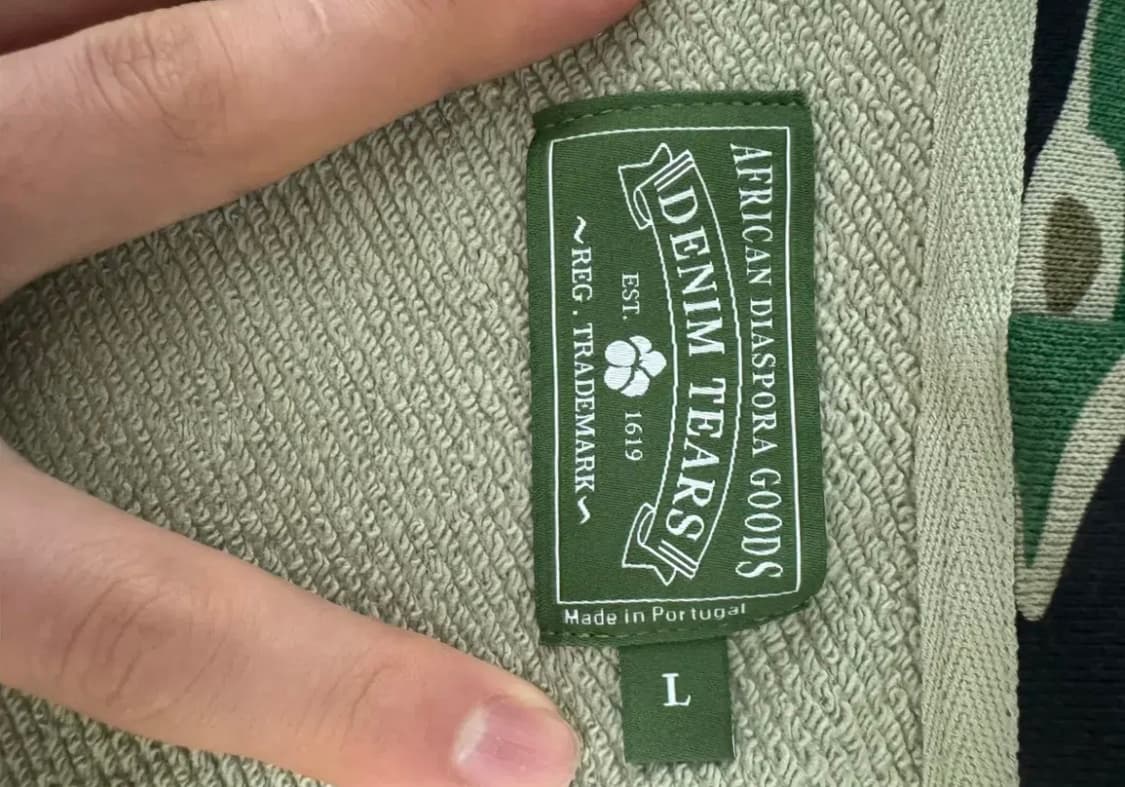 AFRICAN DIASPORA GOODS
DENIM TEARS
EST. 1619
~REG. TRADEMARK~
Made in Portugal
L